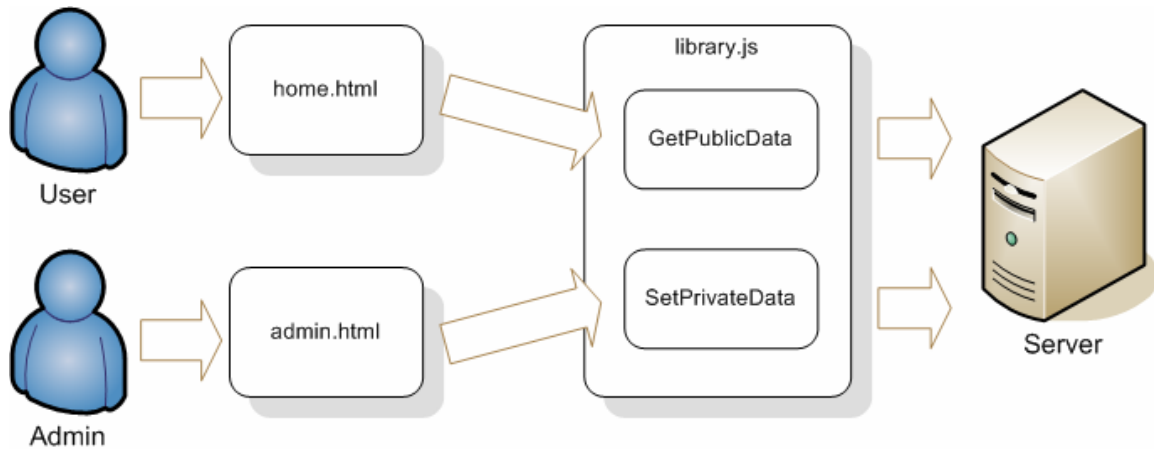 library.js
home.html
GetPublicData
User
SetPrivateData
admin.html
Server
Admin